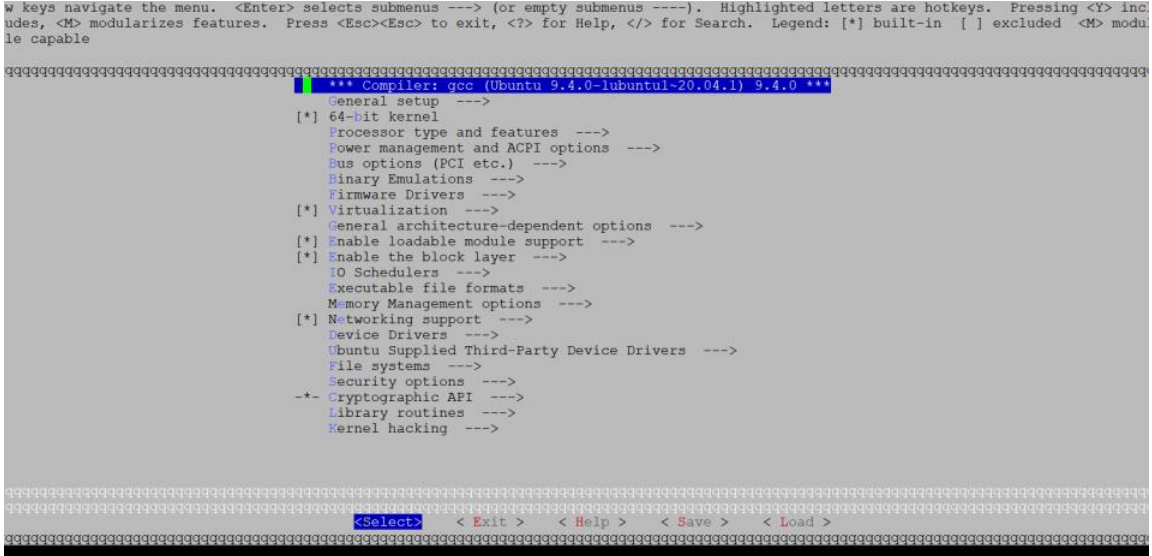 w keys navigate the menu.  <Enter> selects submenus ---> (or empty submenus ----).  Highlighted letters are hotkeys.  Pressing <Y> incl
udes, <M> modularizes features.  Press <Esc><Esc> to exit, <?> for Help, </> for Search.  Legend: [*] built-in  [ ] excluded  <M> modu
le capable
*** Compiler: gcc (Ubuntu 9.4.0-1ubuntu1~20.04.1) 9.4.0 ***
General setup  --->
[*] 64-bit kernel
Processor type and features  --->
Power management and ACPI options  --->
Bus options (PCI etc.)  --->
Binary Emulations  --->
Firmware Drivers  --->
[*] Virtualization  --->
General architecture-dependent options  --->
[*] Enable loadable module support  --->
[*] Enable the block layer  --->
IO Schedulers  --->
Executable file formats  --->
Memory Management options  --->
[*] Networking support  --->
Device Drivers  --->
Ubuntu Supplied Third-Party Device Drivers  --->
File systems  --->
Security options  --->
-*- Cryptographic API  --->
Library routines  --->
Kernel hacking  --->
<Select>    < Exit >    < Help >    < Save >    < Load >